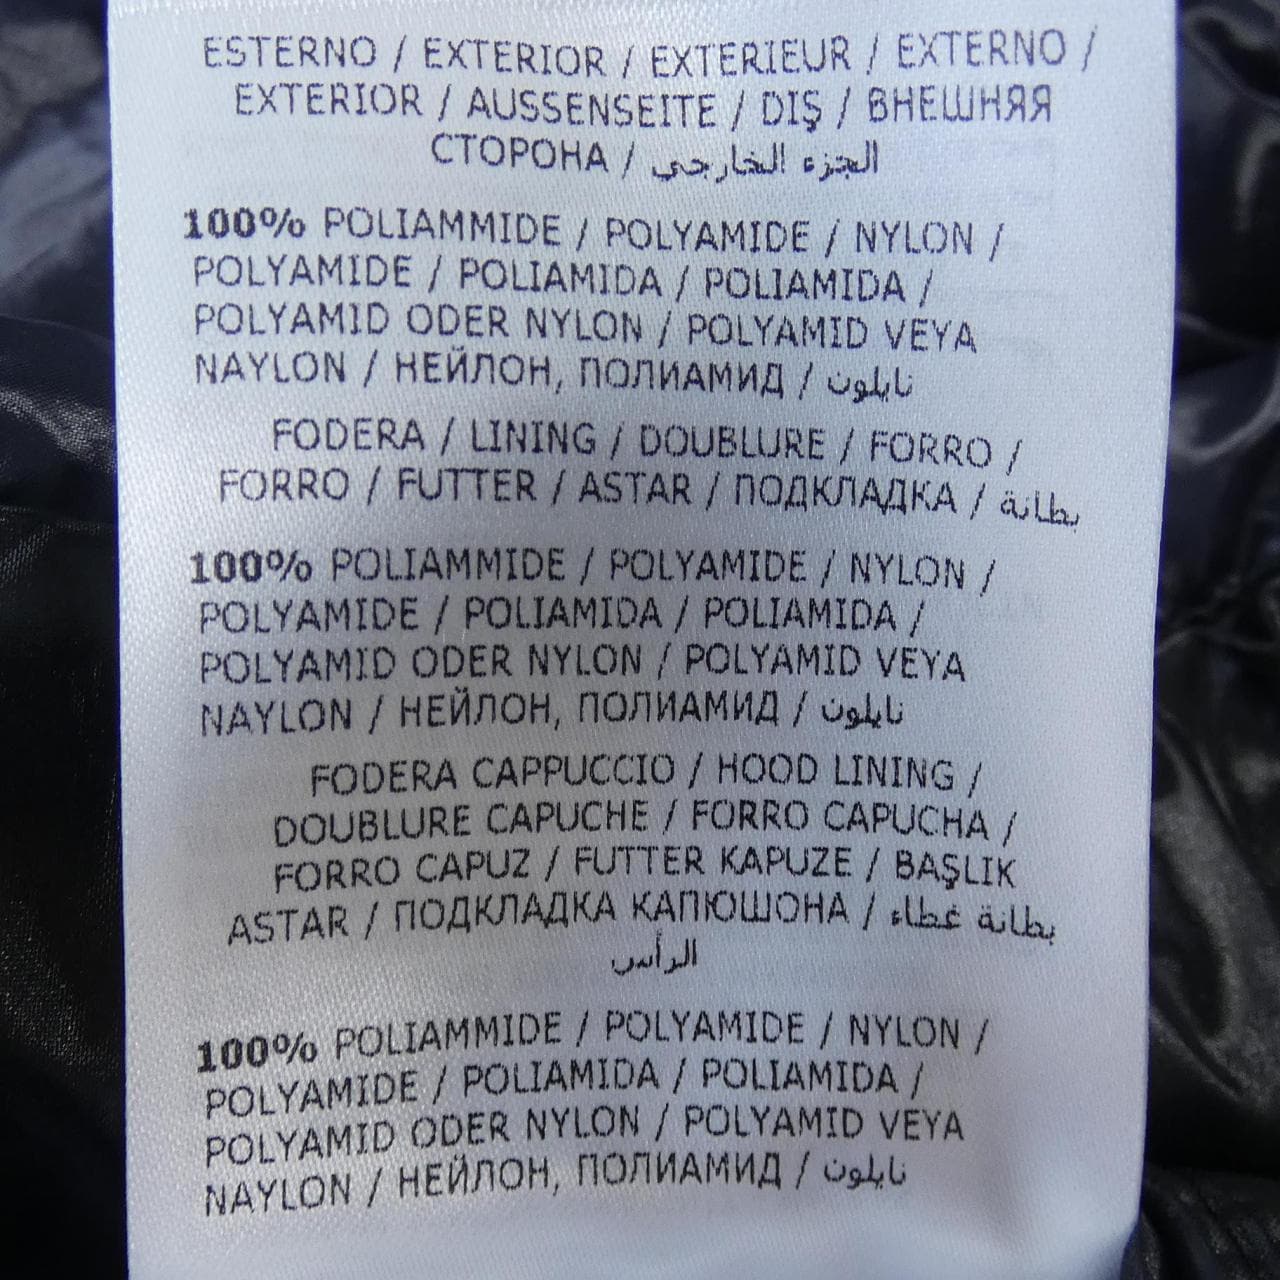 ESTERNO / EXTERIOR / EXTERIEUR / EXTERNO /
EXTERIOR / AUSSENSEITE / DIŞ / ВНЕШНЯЯ
СТОРОНА / الجزء الخارجي
100% POLIAMMIDE / POLYAMIDE / NYLON /
POLYAMIDE / POLIAMIDA / POLIAMIDA /
POLYAMID ODER NYLON / POLYAMID VEYA
NAYLON / НЕЙЛОН, ПОЛИАМИД / نايلون
FODERA / LINING / DOUBLURE / FORRO /
FORRO / FUTTER / ASTAR / ПОДКЛАДКА / بطانة
100% POLIAMMIDE / POLYAMIDE / NYLON /
POLYAMIDE / POLIAMIDA / POLIAMIDA /
POLYAMID ODER NYLON / POLYAMID VEYA
NAYLON / НЕЙЛОН, ПОЛИАМИД / نايلون
FODERA CAPPUCCIO / HOOD LINING /
DOUBLURE CAPUCHE / FORRO CAPUCHA /
FORRO CAPUZ / FUTTER KAPUZE / BAŞLIK
ASTAR / ПОДКЛАДКА КАПЮШОНА / بطانة غطاء
الرأس
100% POLIAMMIDE / POLYAMIDE / NYLON /
POLYAMIDE / POLIAMIDA / POLIAMIDA /
POLYAMID ODER NYLON / POLYAMID VEYA
NAYLON / НЕЙЛОН, ПОЛИАМИД / نايلون